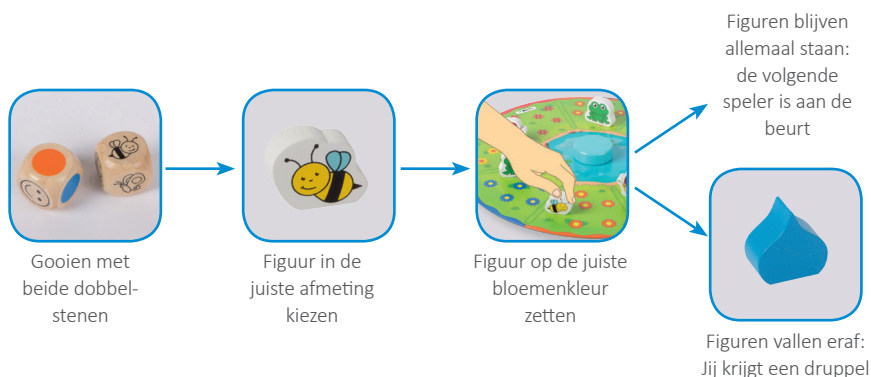 Gooien met
beide dobbel-
stenen
Figuur in de
juiste afmeting
kiezen
Figuur op de juiste
bloemenkleur
zetten
Figuren blijven
allemaal staan:
de volgende
speler is aan de
beurt
Figuren vallen eraf:
Jij krijgt een druppel